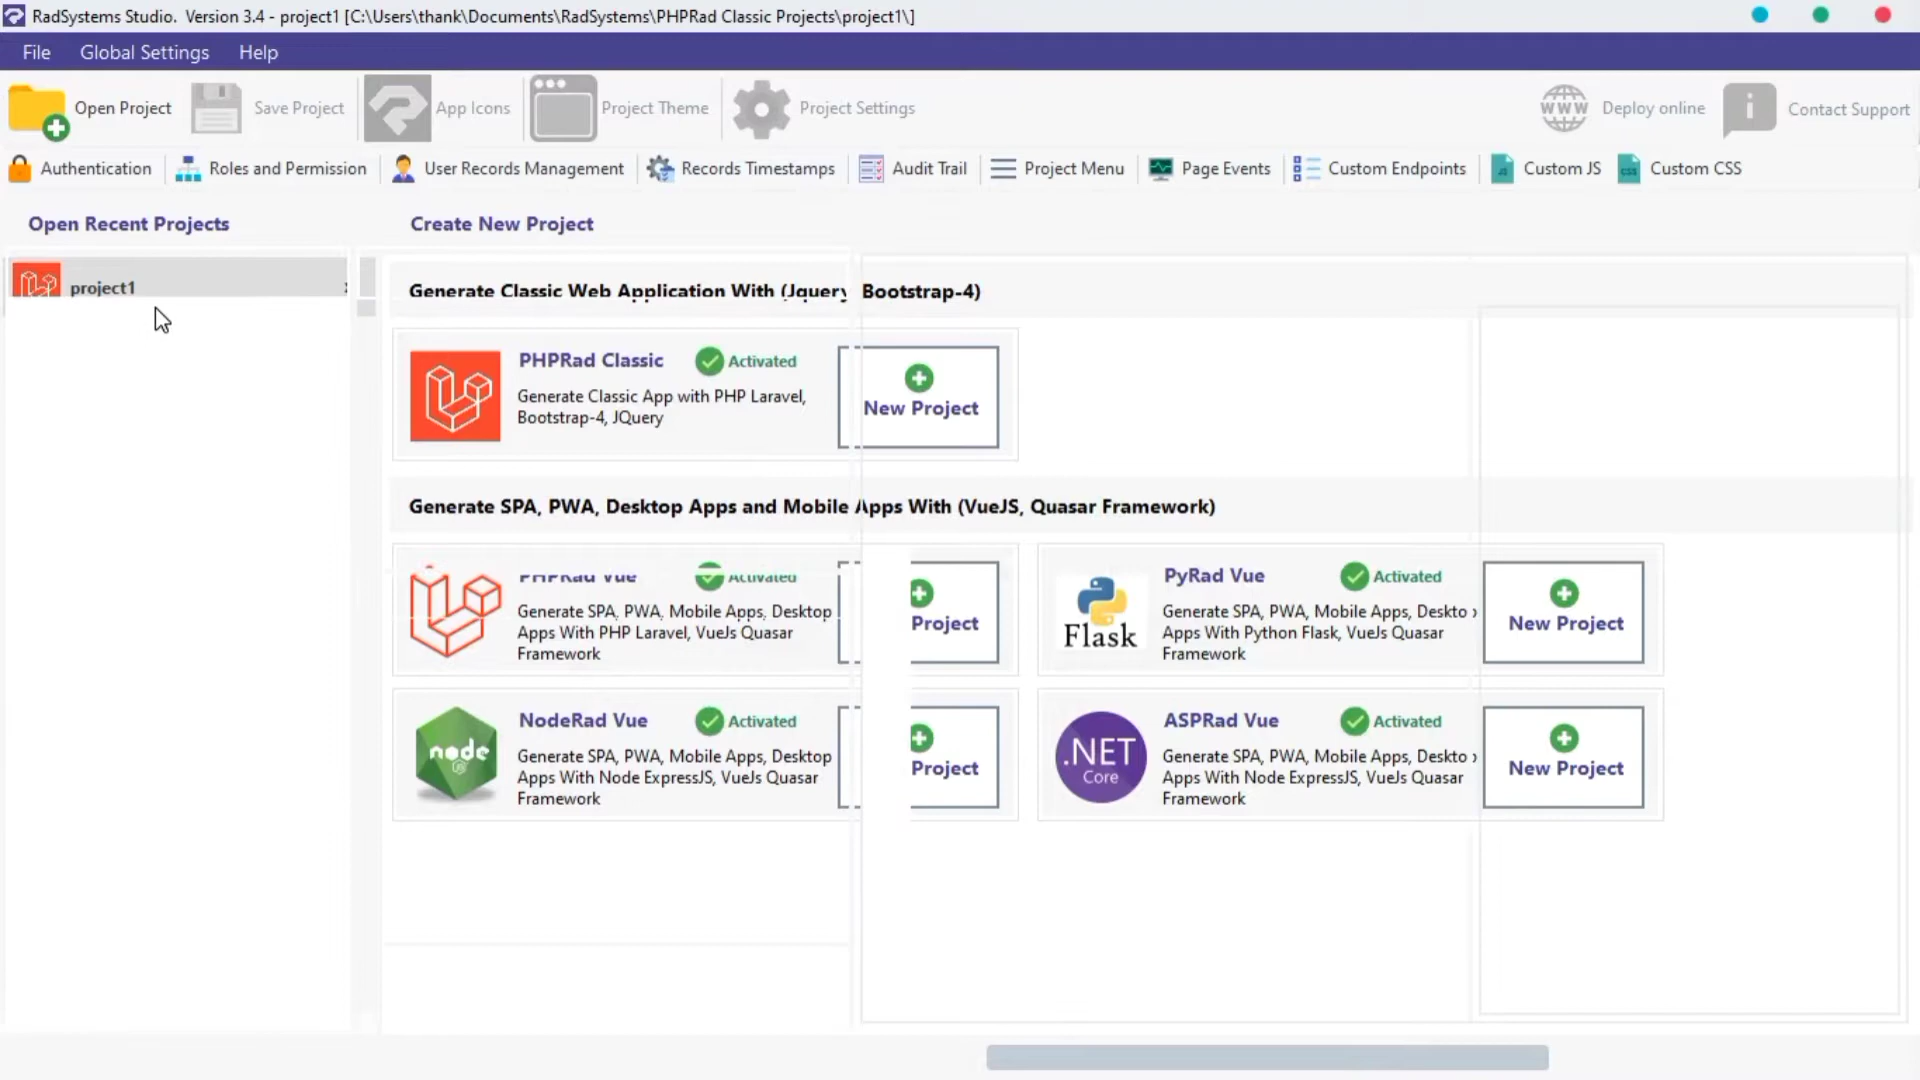 RadSystems Studio.  Version 3.4 - project1 [C:\Users\thank\Documents\RadSystems\PHPRad Classic Projects\project1\]
File Global Settings Help
Open Project Save Project App Icons Project Theme Project Settings www Deploy online i Contact Support
Authentication Roles and Permission User Records Management Records Timestamps Audit Trail Project Menu Page Events Custom Endpoints Custom JS css Custom CSS
Open Recent Projects Create New Project
project1
Generate Classic Web Application With (Jquery Bootstrap-4)
PHPRad Classic Activated
Generate Classic App with PHP Laravel,
Bootstrap-4, JQuery
New Project
Generate SPA, PWA, Desktop Apps and Mobile Apps With (VueJS, Quasar Framework)
PHPRad Vue Activated
Generate SPA, PWA, Mobile Apps, Desktop
Apps With PHP Laravel, VueJs Quasar
Framework
Project
Flask
PyRad Vue Activated
Generate SPA, PWA, Mobile Apps, Deskto
Apps With Python Flask, VueJs Quasar
Framework
New Project
node
JS
NodeRad Vue Activated
Generate SPA, PWA, Mobile Apps, Desktop
Apps With Node ExpressJS, VueJs Quasar
Framework
Project
.NET
Core
ASPRad Vue Activated
Generate SPA, PWA, Mobile Apps, Deskto
Apps With Node ExpressJS, VueJs Quasar
Framework
New Project